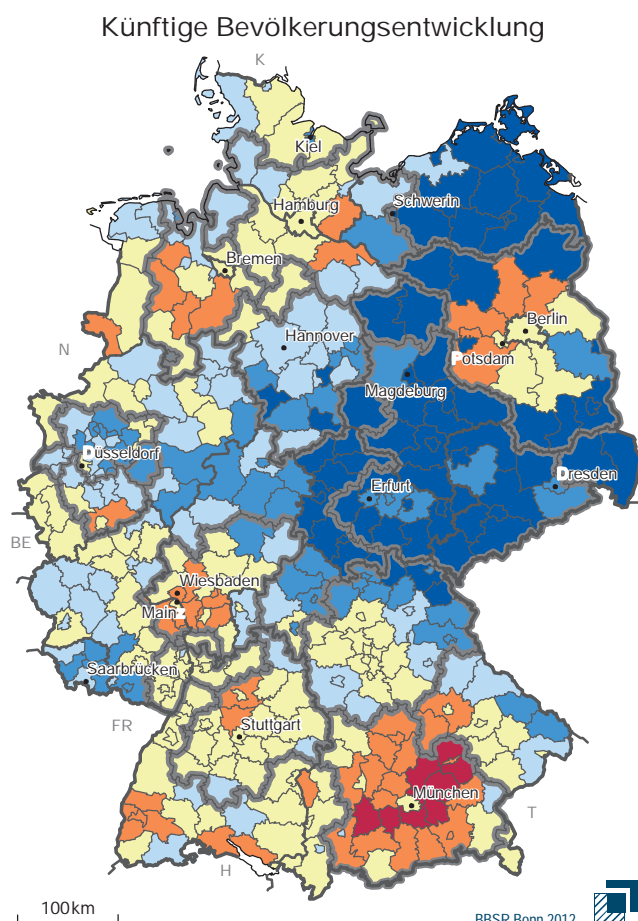 Künftige Bevölkerungsentwicklung
K
Kiel
Schwerin
Hamburg
Bremen
Berlin
Hannover
N
Potsdam
Magdeburg
Düsseldorf
Dresden
Erfurt
BE
Wiesbaden
Mainz
Saarbrücken
FR
Stuttgart
München
T
H
100km
BBSR Bonn 2012